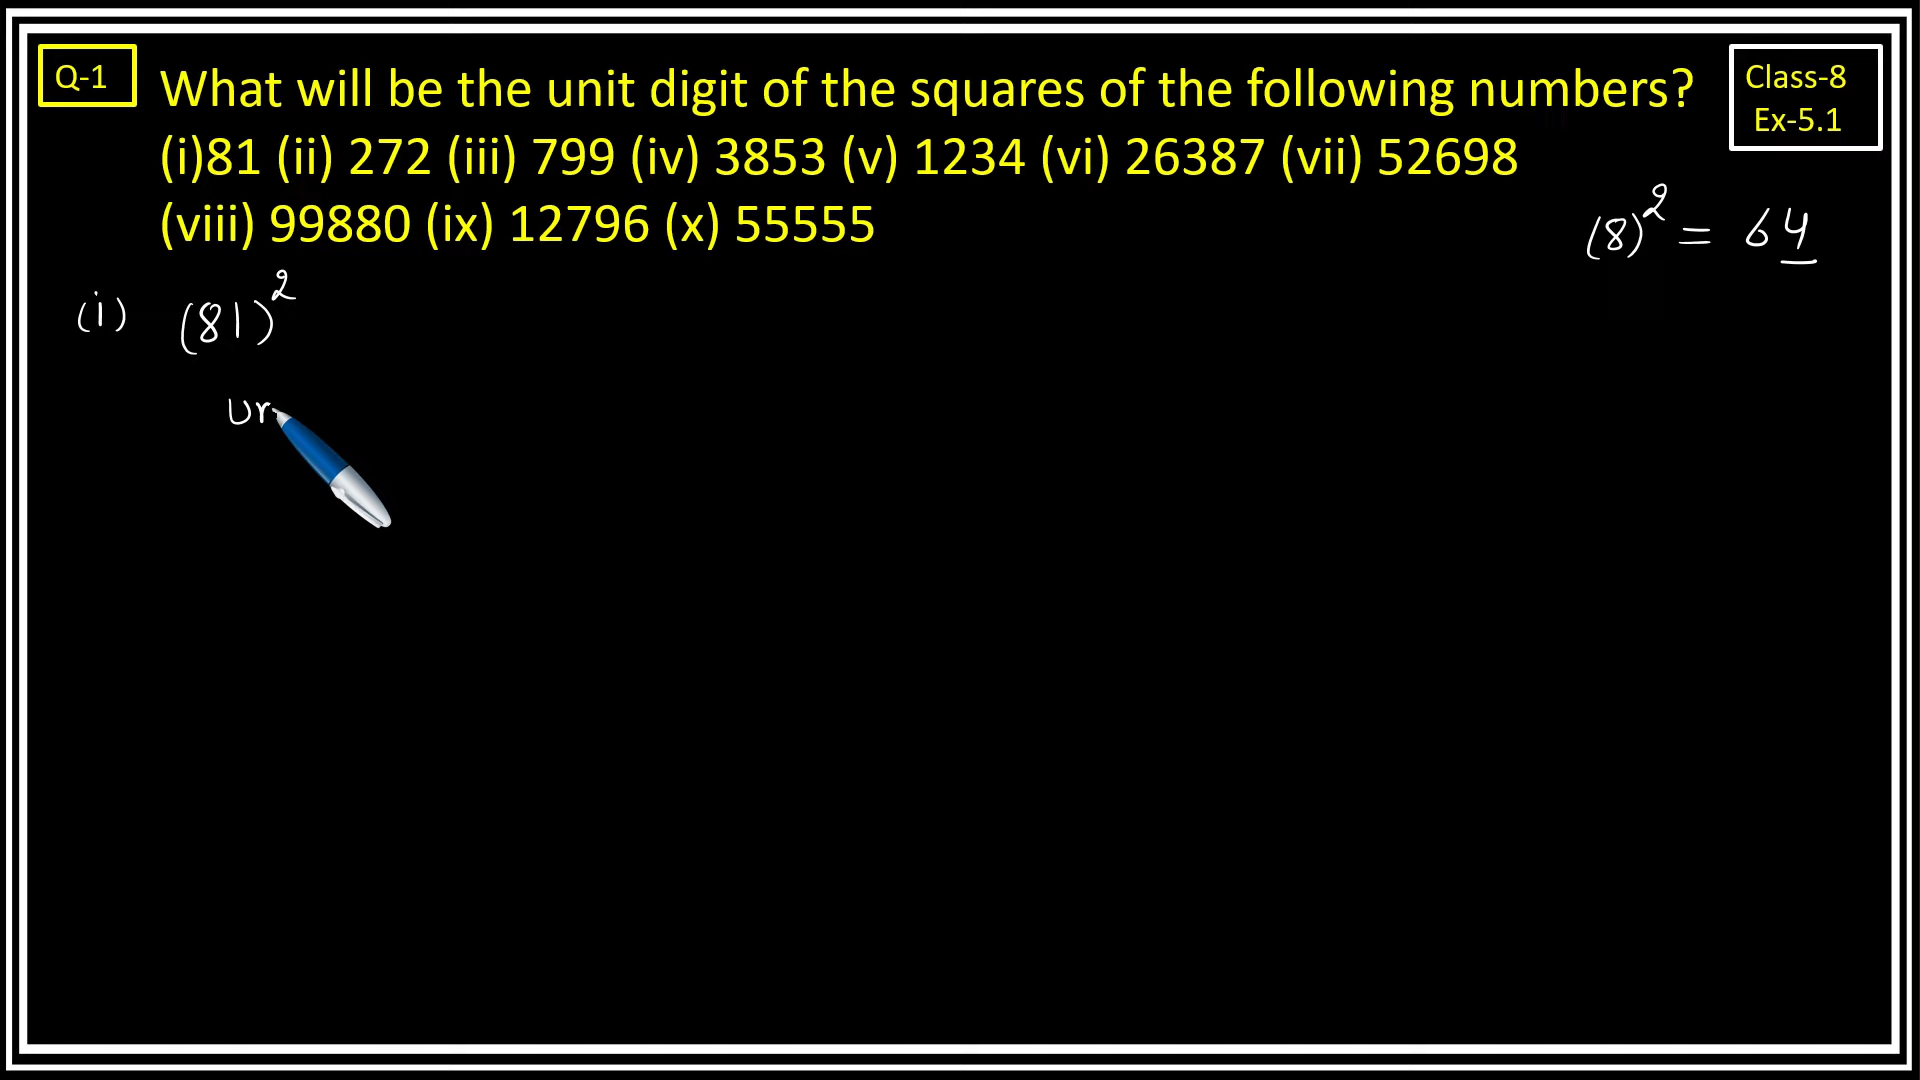 Q-1
What will be the unit digit of the squares of the following numbers?
(i)81 (ii) 272 (iii) 799 (iv) 3853 (v) 1234 (vi) 26387 (vii) 52698
(viii) 99880 (ix) 12796 (x) 55555
Class-8
Ex-5.1
(8)² = 64
(i) (81)²